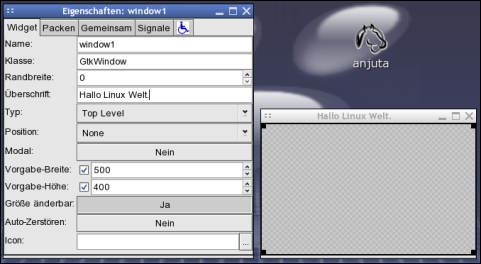 Eigenschaften: window1
Widget Packen Gemeinsam Signale
Name: window1
Klasse: GtkWindow
Randbreite: 0
Überschrift: Hallo Linux Welt.
Typ: Top Level
Position: None
Modal: Nein
Vorgabe-Breite: 500
Vorgabe-Höhe: 400
Größe änderbar: Ja
Auto-Zerstören: Nein
Icon: ...
anjuta
Hallo Linux Welt.